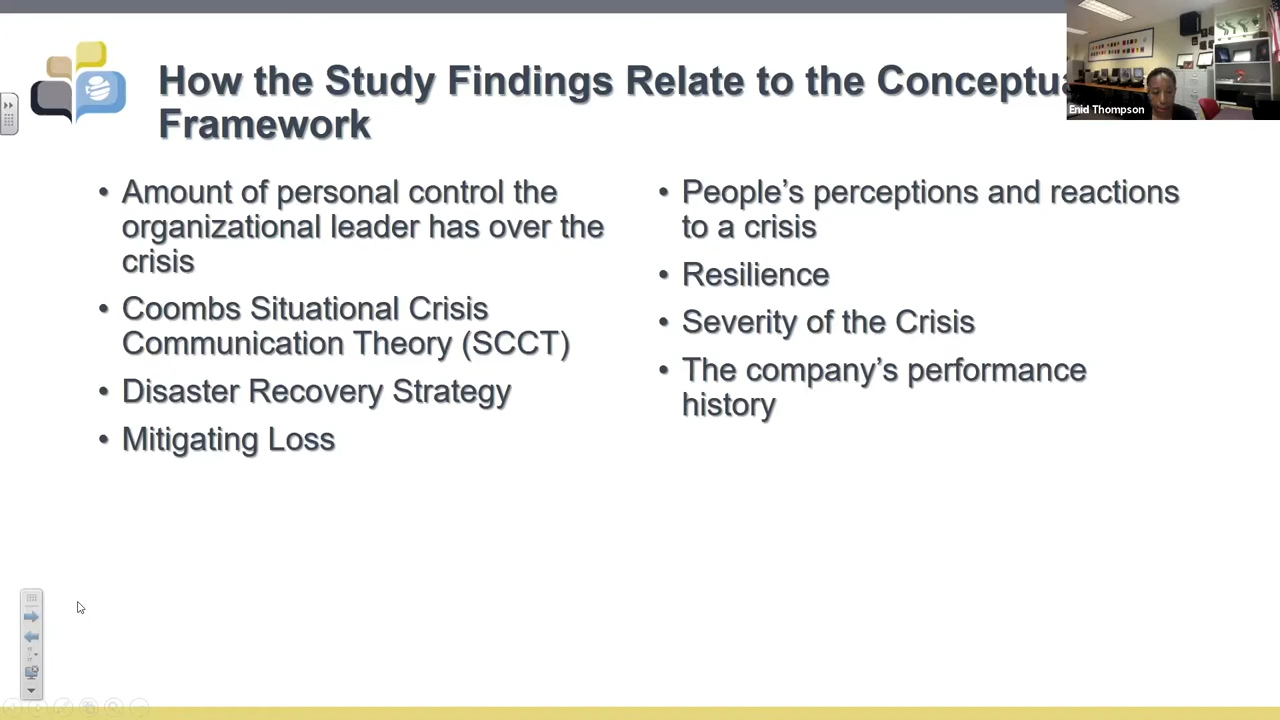 How the Study Findings Relate to the Conceptua
Framework
Enid Thompson
• Amount of personal control the
organizational leader has over the
crisis
• Coombs Situational Crisis
Communication Theory (SCCT)
• Disaster Recovery Strategy
• Mitigating Loss
• People’s perceptions and reactions
to a crisis
• Resilience
• Severity of the Crisis
• The company’s performance
history